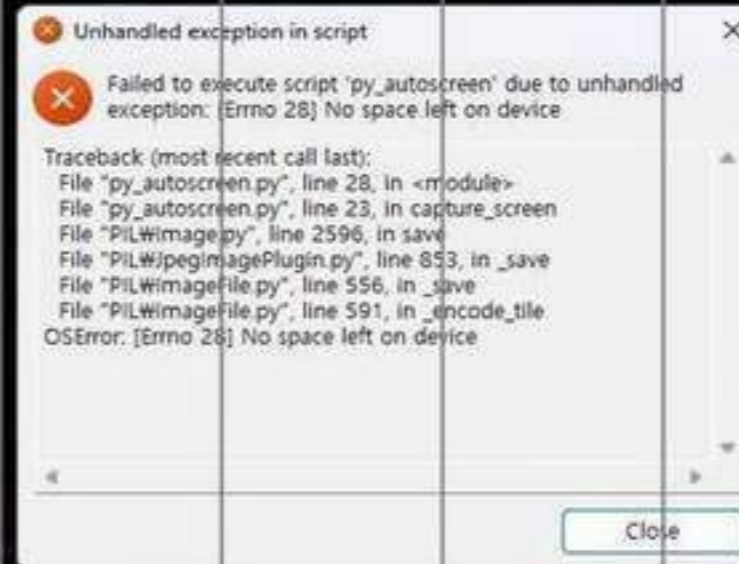 Unhandled exception in script
Failed to execute script 'py_autoscreen' due to unhandled
exception: [Errno 28] No space left on device
Traceback (most recent call last):
File "py_autoscreen.py", line 28, in <module>
File "py_autoscreen.py", line 23, in capture_screen
File "PIL₩Image.py", line 2596, in save
File "PIL₩JpegImagePlugin.py", line 853, in _save
File "PIL₩ImageFile.py", line 556, in _save
File "PIL₩ImageFile.py", line 591, in _encode_tile
OSError: [Errno 28] No space left on device
Close